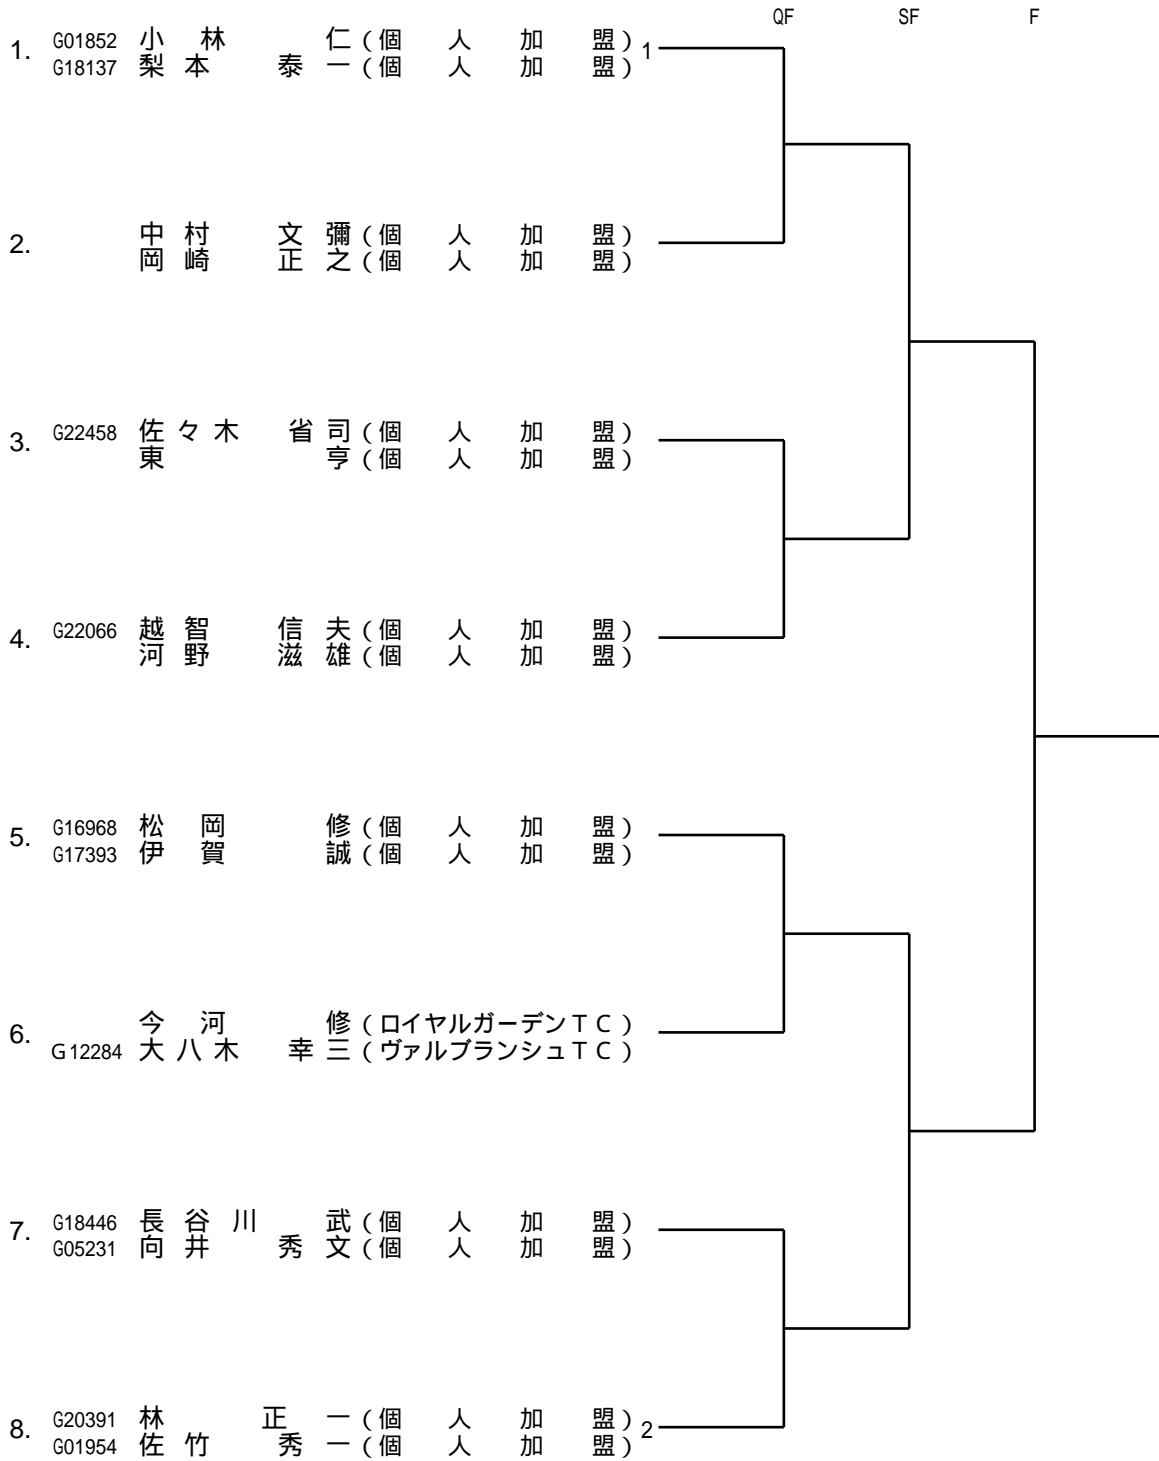 QF SF F
1. G01852 小林 仁(個人加盟) 1
G18137 梨本 泰一(個人加盟)
2. 中村 文彌(個人加盟)
岡崎 正之(個人加盟)
3. G22458 佐々木 省司(個人加盟)
東 亨(個人加盟)
4. G22066 越智 信夫(個人加盟)
河野 滋雄(個人加盟)
5. G16968 松岡 修(個人加盟)
G17393 伊賀 誠(個人加盟)
6. 今河 修(ロイヤルガーデンTC)
G12284 大八木 幸三(ヴァルブランシュTC)
7. G18446 長谷川 武(個人加盟)
G05231 向井 秀文(個人加盟)
8. G20391 林 正一(個人加盟) 2
G01954 佐竹 秀一(個人加盟)